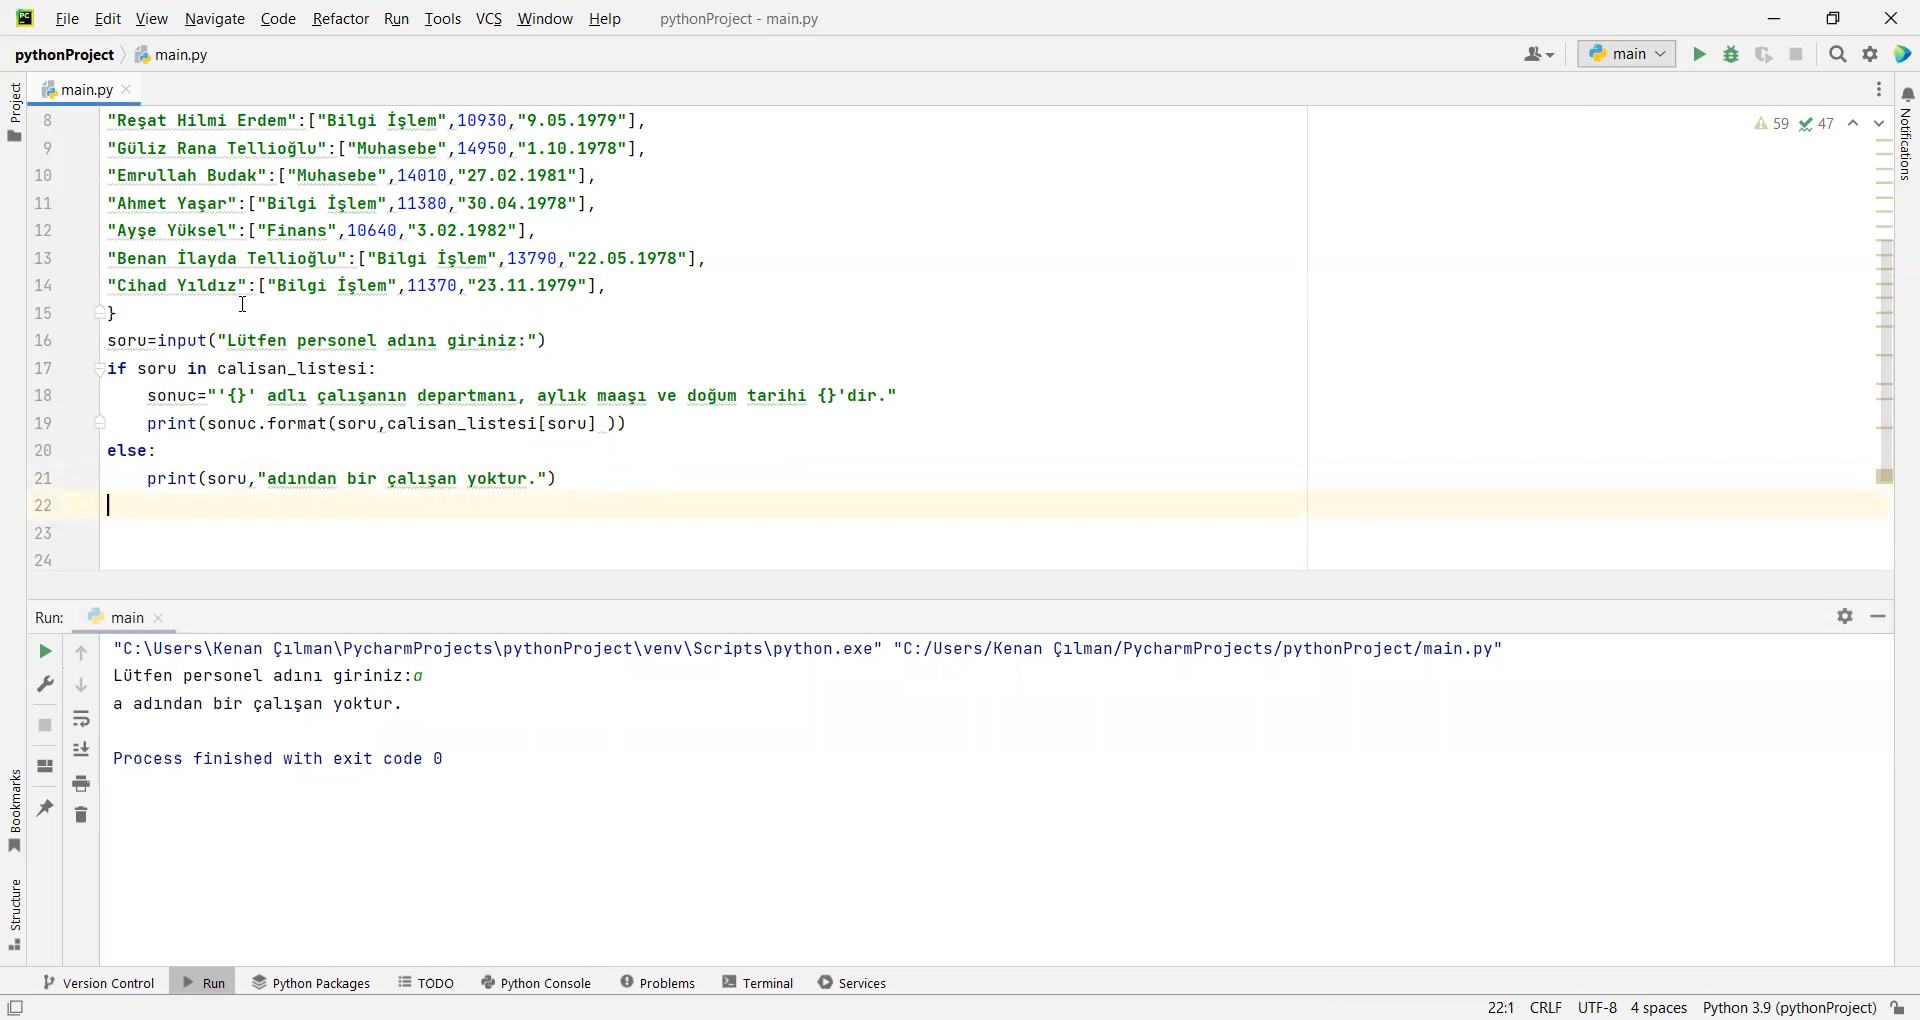 File Edit View Navigate Code Refactor Run Tools VCS Window Help pythonProject - main.py
pythonProject main.py main
Project
main.py
Notifications
59 47
8 "Reşat Hilmi Erdem":["Bilgi İşlem",10930,"9.05.1979"],
9 "Güliz Rana Tellioğlu":["Muhasebe",14950,"1.10.1978"],
10 "Emrullah Budak":["Muhasebe",14010,"27.02.1981"],
11 "Ahmet Yaşar":["Bilgi İşlem",11380,"30.04.1978"],
12 "Ayşe Yüksel":["Finans",10640,"3.02.1982"],
13 "Benan İlayda Tellioğlu":["Bilgi İşlem",13790,"22.05.1978"],
14 "Cihad Yıldız":["Bilgi İşlem",11370,"23.11.1979"],
15 }
16 soru=input("Lütfen personel adını giriniz:")
17 if soru in calisan_listesi:
18 sonuc="'{}' adlı çalışanın departmanı, aylık maaşı ve doğum tarihi {}'dir."
19 print(sonuc.format(soru,calisan_listesi[soru] ))
20 else:
21 print(soru,"adından bir çalışan yoktur.")
22
23
24
Run: main
"C:\Users\Kenan Çılman\PycharmProjects\pythonProject\venv\Scripts\python.exe" "C:/Users/Kenan Çılman/PycharmProjects/pythonProject/main.py"
Lütfen personel adını giriniz:a
a adından bir çalışan yoktur.
Process finished with exit code 0
Bookmarks
Structure
Version Control Run Python Packages TODO Python Console Problems Terminal Services
22:1 CRLF UTF-8 4 spaces Python 3.9 (pythonProject)